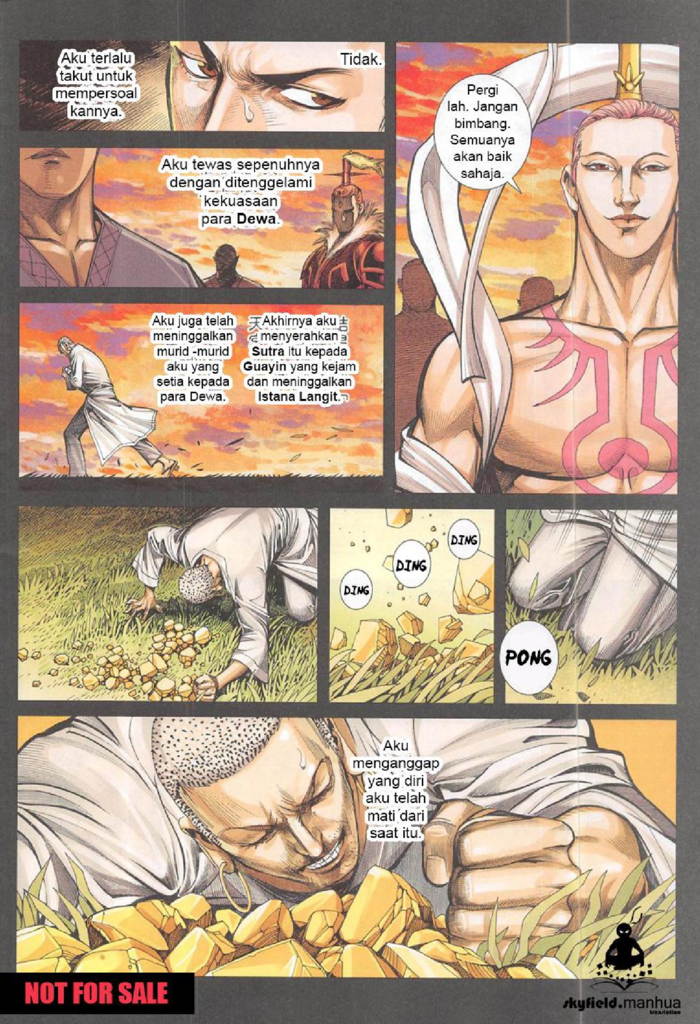 Aku terlalu
takut untuk
mempersoal
kannya.
Tidak.
Pergi
lah. Jangan
bimbang.
Semuanya
akan baik
sahaja.
Aku tewas sepenuhnya
dengan ditenggelami
kekuasaan
para Dewa.
Aku juga telah
meninggalkan
murid -murid
aku yang
setia kepada
para Dewa.
Akhirnya aku
menyerahkan
Sutra itu kepada
Guayin yang kejam
dan meninggalkan
Istana Langit.
DING
DING
DING
PONG
Aku
menganggap
yang diri
aku telah
mati dari
saat itu.
NOT FOR SALE
skyfield.manhua